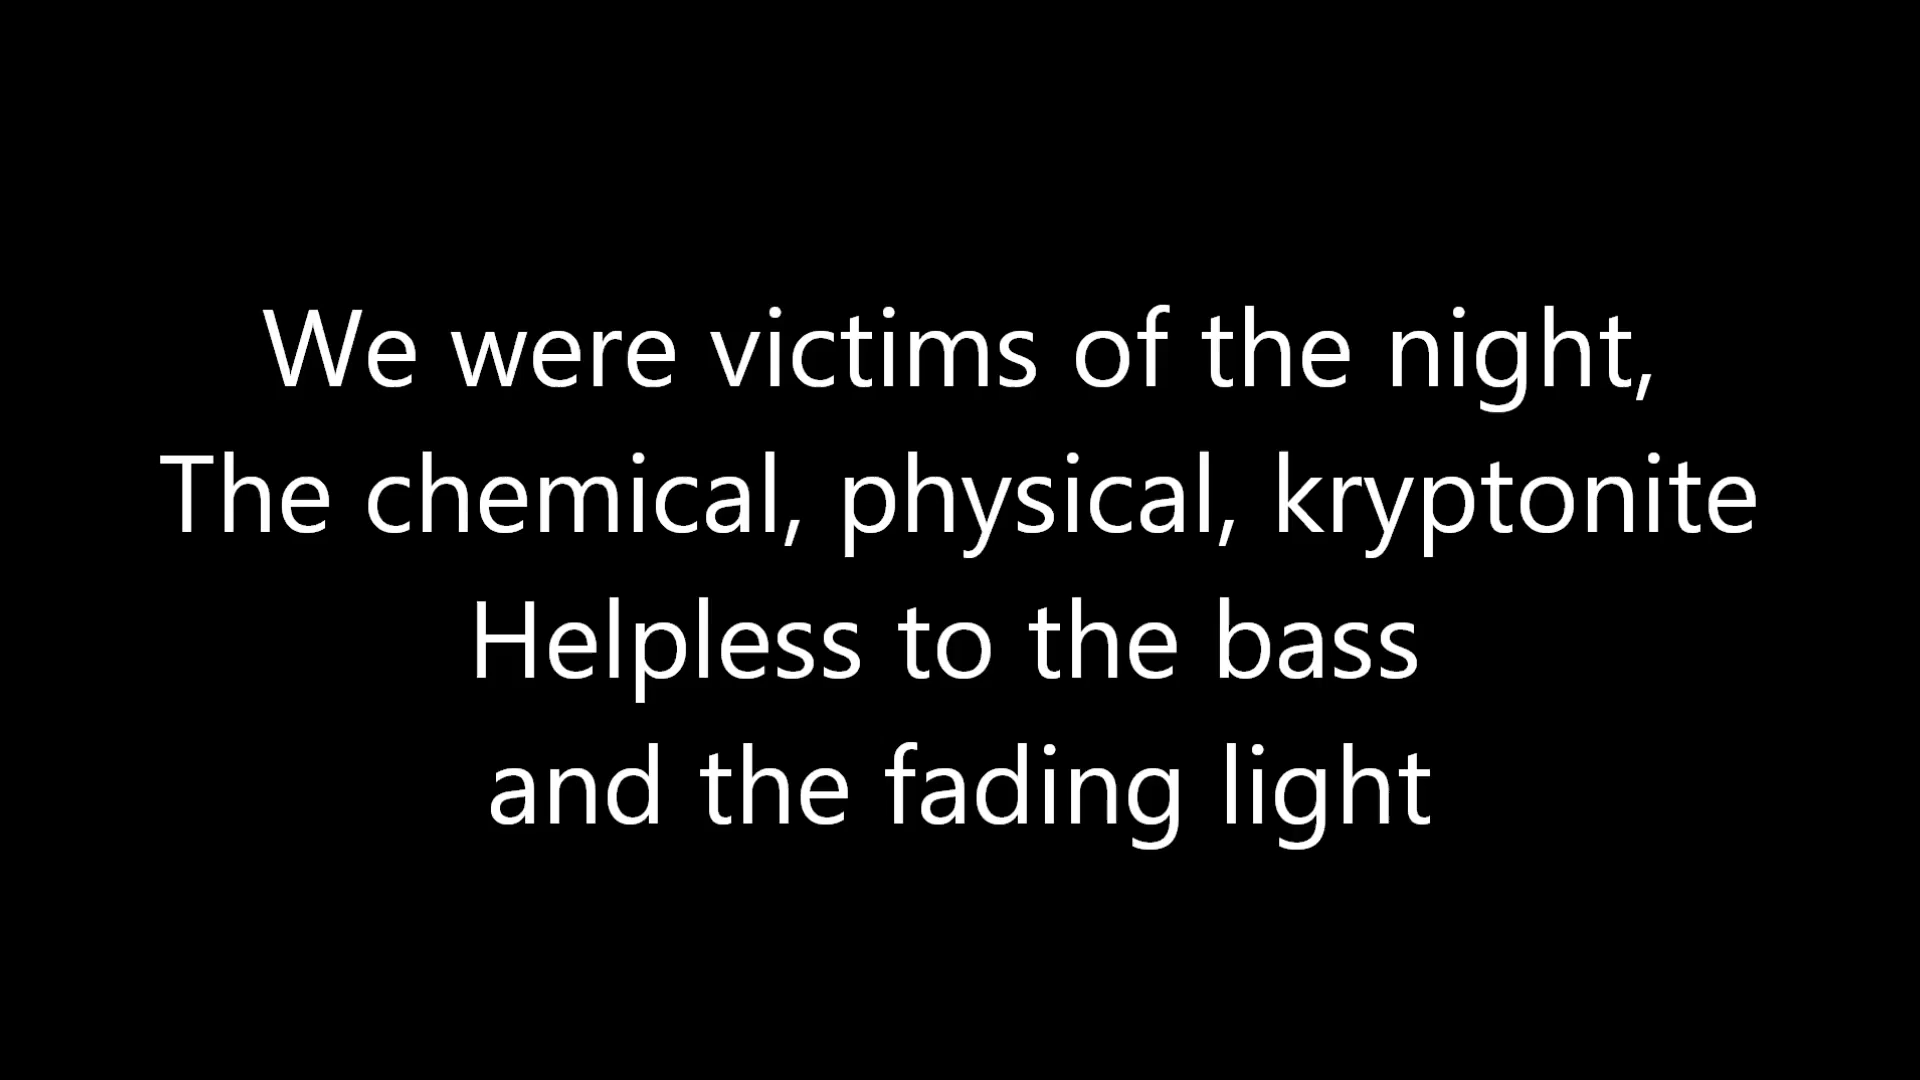 We were victims of the night,
The chemical, physical, kryptonite
Helpless to the bass
and the fading light